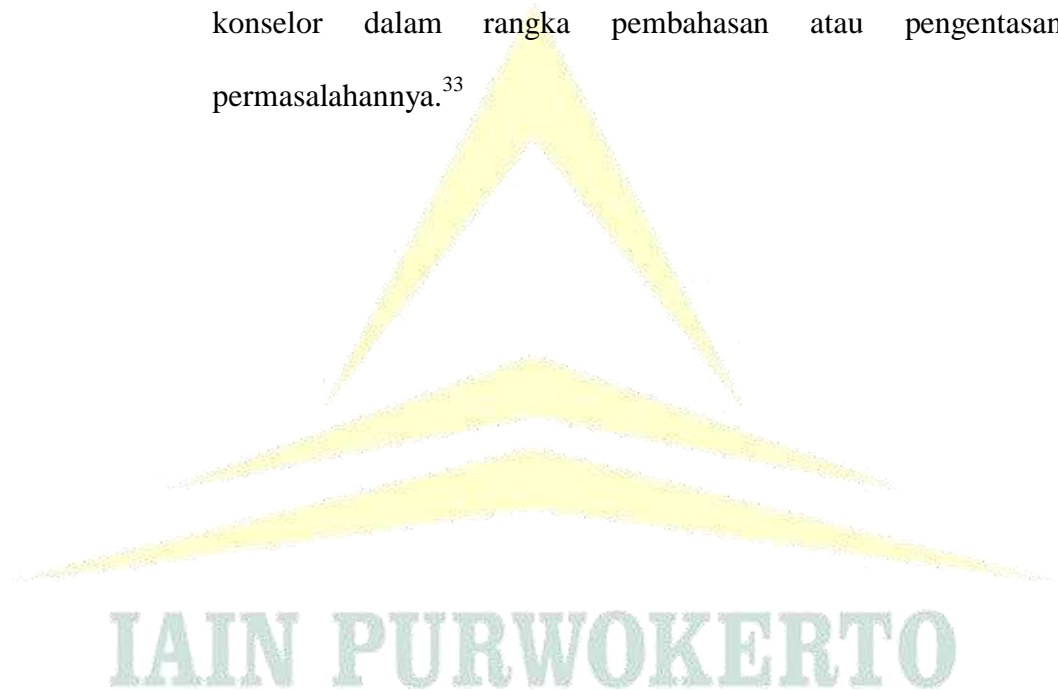 konselor dalam rangka pembahasan atau pengentasan
permasalahannya.33
IAIN PURWOKERTO